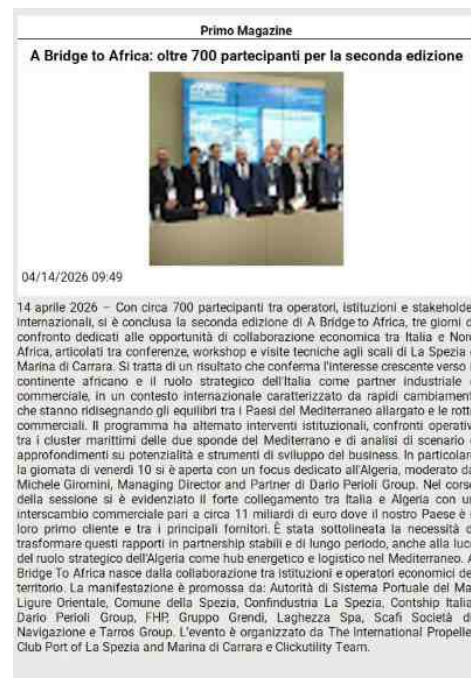 Primo Magazine
A Bridge to Africa: oltre 700 partecipanti per la seconda edizione
04/14/2026 09:49
14 aprile 2026 – Con circa 700 partecipanti tra operatori, istituzioni e stakeholde
internazionali, si è conclusa la seconda edizione di A Bridge to Africa, tre giorni d
confronto dedicati alle opportunità di collaborazione economica tra Italia e Nord
Africa, articolati tra conferenze, workshop e visite tecniche agli scali di La Spezia
Marina di Carrara. Si tratta di un risultato che conferma l'interesse crescente verso
continente africano e il ruolo strategico dell'Italia come partner industriale
commerciale, in un contesto internazionale caratterizzato da rapidi cambiament
che stanno ridisegnando gli equilibri tra i Paesi del Mediterraneo allargato e le rotte
commerciali. Il programma ha alternato interventi istituzionali, confronti operativ
tra i cluster marittimi delle due sponde del Mediterrano e di analisi di scenario
approfondimenti su potenzialità e strumenti di sviluppo del business. In particolare
la giornata di venerdì 10 si è aperta con un focus dedicato all'Algeria, moderato da
Michele Giromini, Managing Director and Partner di Dario Perioli Group. Nel corso
della sessione si è evidenziato il forte collegamento tra Italia e Algeria con un
interscambio commerciale pari a circa 11 miliardi di euro dove il nostro Paese è
loro primo cliente e tra i principali fornitori. È stata sottolineata la necessità d
trasformare questi rapporti in partnership stabili e di lungo periodo, anche alla luce
del ruolo strategico dell'Algeria come hub energetico e logistico nel Mediterraneo. A
Bridge To Africa nasce dalla collaborazione tra istituzioni e operatori economici de
territorio. La manifestazione è promossa da: Autorità di Sistema Portuale del Mar
Ligure Orientale, Comune della Spezia, Confindustria La Spezia, Contship Italia
Dario Perioli Group, FHP, Gruppo Grendi, Laghezza Spa, Scafi Società d
Navigazione e Tarros Group. L'evento è organizzato da The International Propelle
Club Port of La Spezia and Marina di Carrara e Clickutility Team.